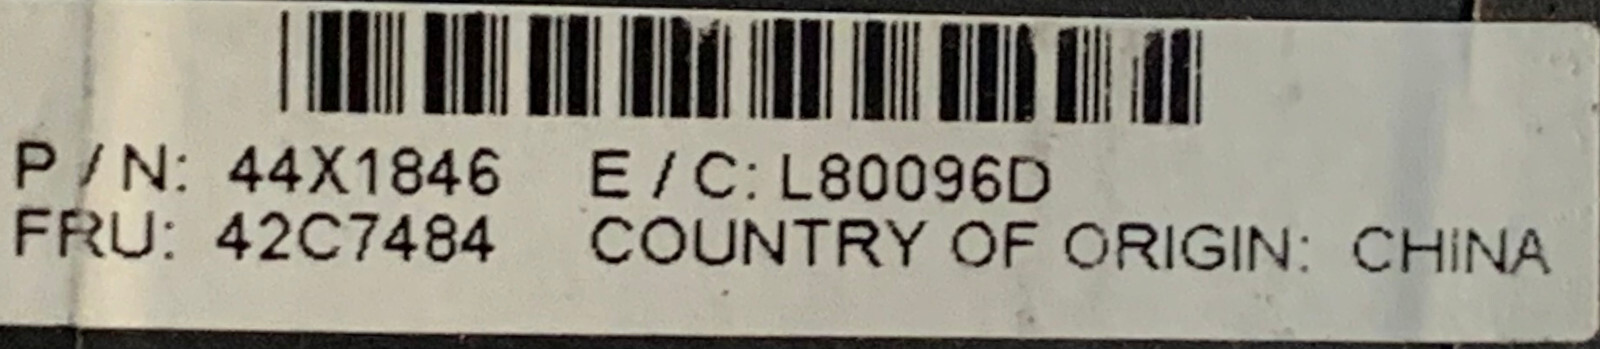 P / N: 44X1846 E / C: L80096D
FRU: 42C7484 COUNTRY OF ORIGIN: CHINA